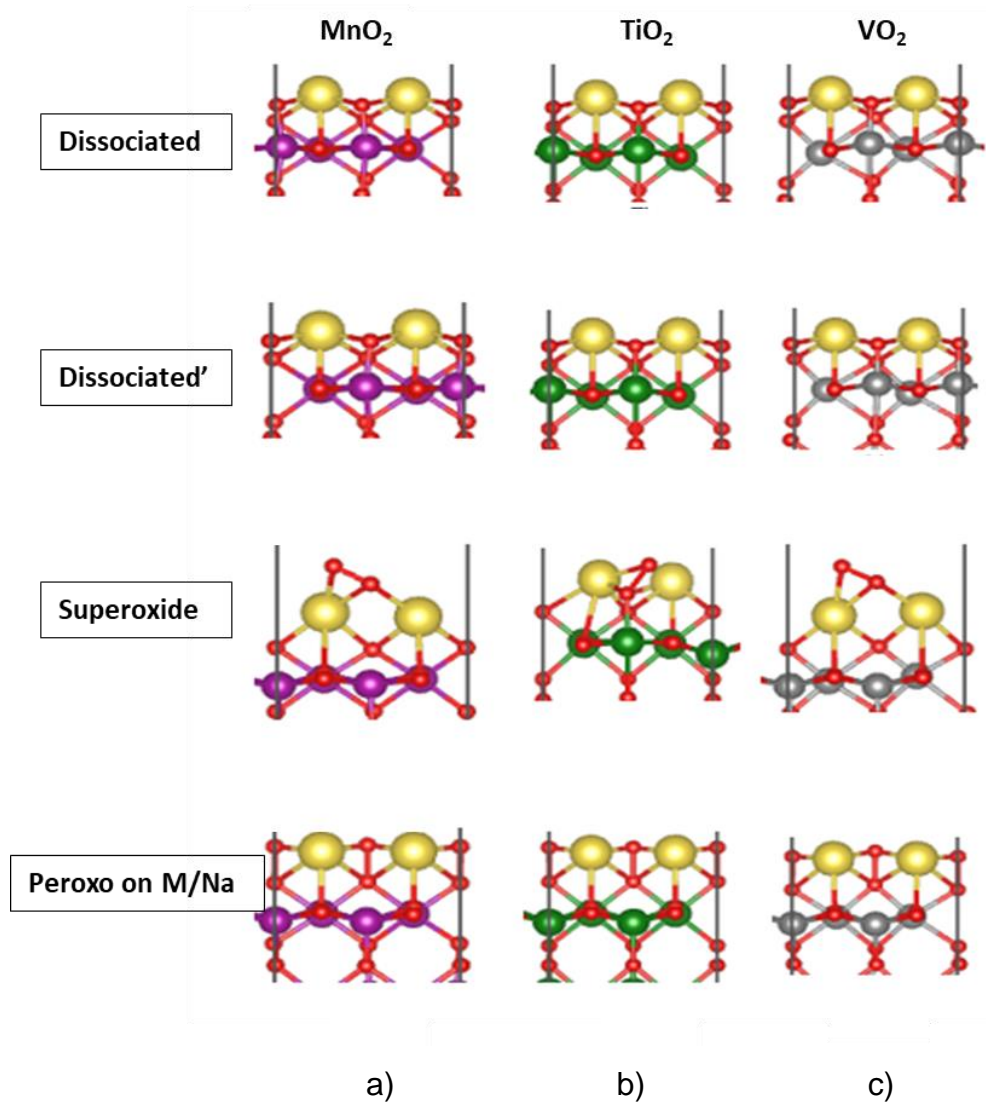 MnO₂ TiO₂ VO₂
Dissociated
Dissociated’
Superoxide
Peroxo on M/Na
a) b) c)